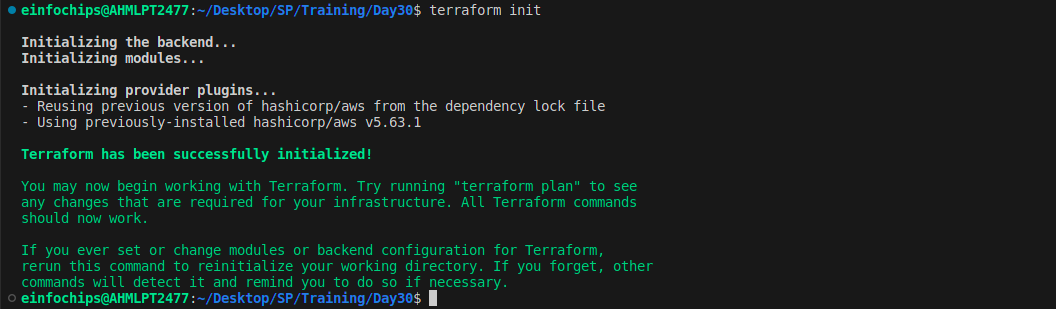 einfochips@AHMLPT2477:~/Desktop/SP/Training/Day30$ terraform init
Initializing the backend...
Initializing modules...
Initializing provider plugins...
- Reusing previous version of hashicorp/aws from the dependency lock file
- Using previously-installed hashicorp/aws v5.63.1
Terraform has been successfully initialized!
You may now begin working with Terraform. Try running "terraform plan" to see
any changes that are required for your infrastructure. All Terraform commands
should now work.
If you ever set or change modules or backend configuration for Terraform,
rerun this command to reinitialize your working directory. If you forget, other
commands will detect it and remind you to do so if necessary.
einfochips@AHMLPT2477:~/Desktop/SP/Training/Day30$